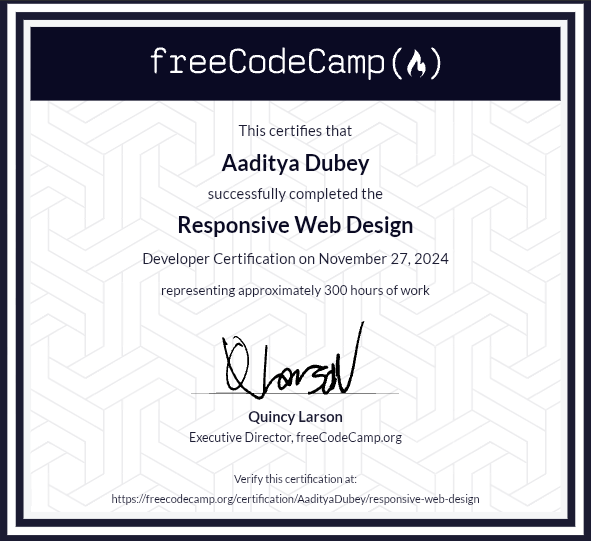 freeCodeCamp(🔥)
This certifies that
Aaditya Dubey
successfully completed the
Responsive Web Design
Developer Certification on November 27, 2024
representing approximately 300 hours of work
Q Larson
Quincy Larson
Executive Director, freeCodeCamp.org
Verify this certification at:
https://freecodecamp.org/certification/AadityaDubey/responsive-web-design